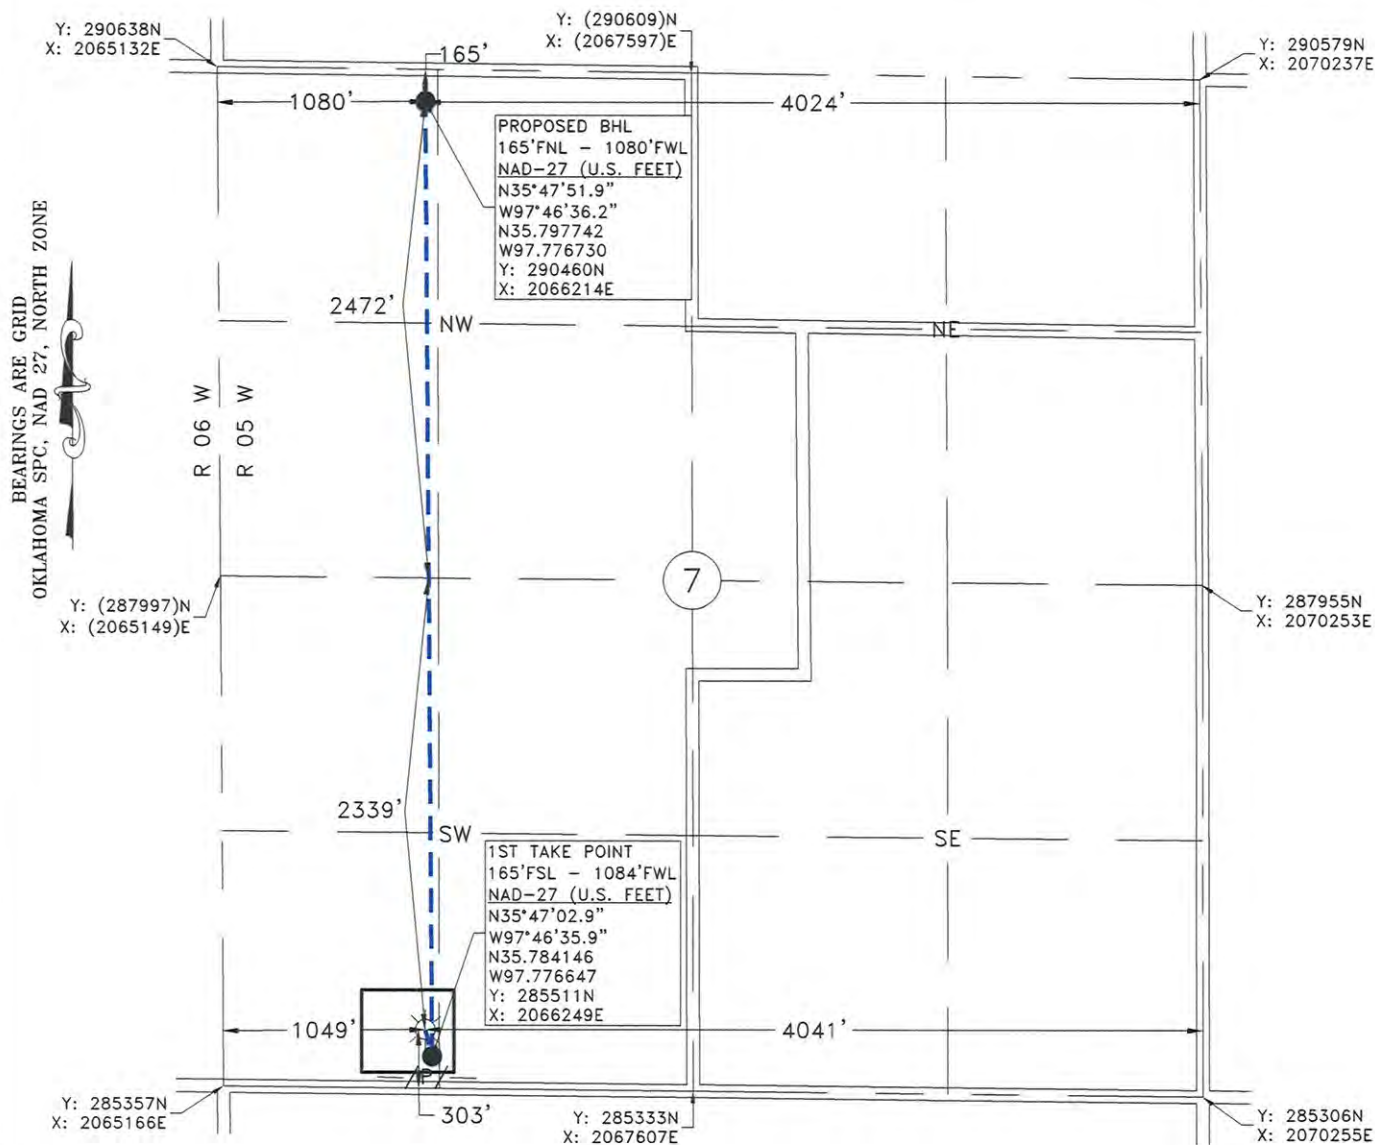 Y: 290638N
X: 2065132E
Y: (290609)N
X: (2067597)E
Y: 290579N
X: 2070237E
165'
1080'
4024'
PROPOSED BHL
165'FNL - 1080'FWL
NAD-27 (U.S. FEET)
N35°47'51.9"
W97°46'36.2"
N35.797742
W97.776730
Y: 290460N
X: 2066214E
BEARINGS ARE GRID
OKLAHOMA SPC, NAD 27, NORTH ZONE
2472'
NW
NE
R 06 W
R 05 W
7
Y: (287997)N
X: (2065149)E
Y: 287955N
X: 2070253E
2339'
SW
SE
1ST TAKE POINT
165'FSL - 1084'FWL
NAD-27 (U.S. FEET)
N35°47'02.9"
W97°46'35.9"
N35.784146
W97.776647
Y: 285511N
X: 2066249E
1049'
4041'
303'
Y: 285357N
X: 2065166E
Y: 285333N
X: 2067607E
Y: 285306N
X: 2070255E